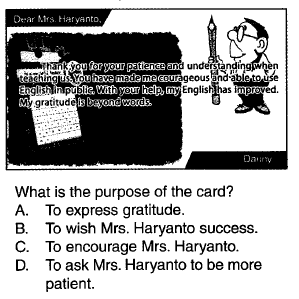 Dear Mrs. Haryanto,
Thank you for your patience and understanding when
teaching us. You have made me courageous and able to use
English in public. With your help, my English has improved.
My gratitude is beyond words.
Danny
What is the purpose of the card?
A. To express gratitude.
B. To wish Mrs. Haryanto success.
C. To encourage Mrs. Haryanto.
D. To ask Mrs. Haryanto to be more
patient.